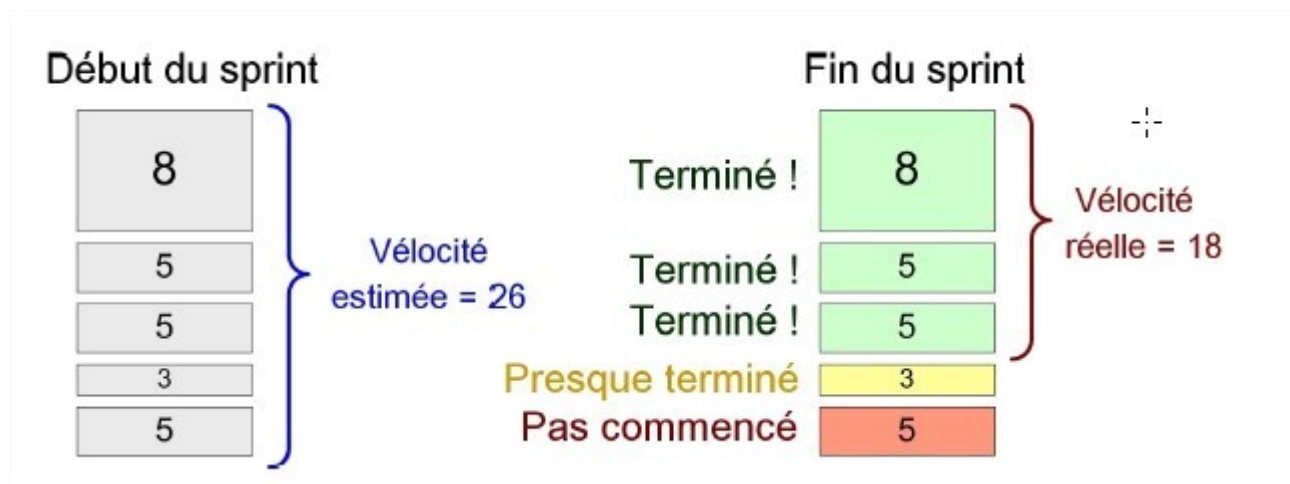 Début du sprint
8
5
5
3
5
Vélocité
estimée = 26
Fin du sprint
Terminé !
8
Terminé !
5
Terminé !
5
Presque terminé
3
Pas commencé
5
Vélocité
réelle = 18